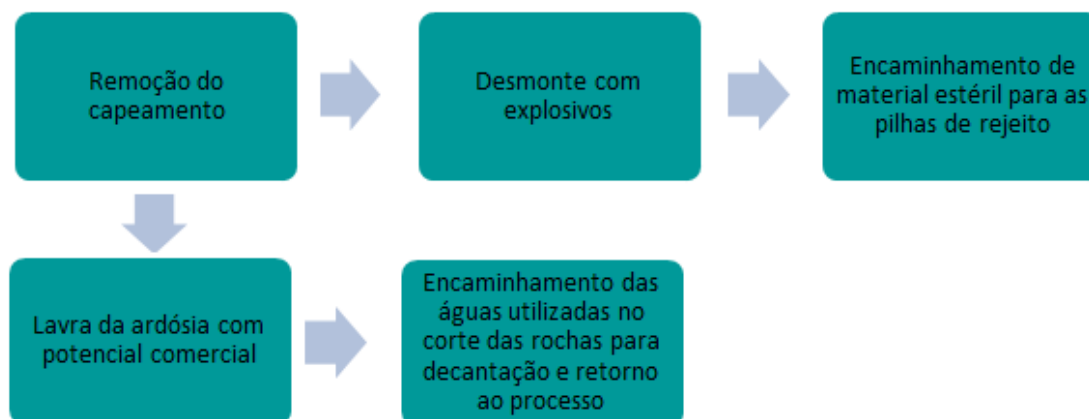 Remoção do
capeamento
Desmonte com
explosivos
Encaminhamento de
material estéril para as
pilhas de rejeito
Lavra da ardósia com
potencial comercial
Encaminhamento das
águas utilizadas no
corte das rochas para
decantação e retorno
ao processo